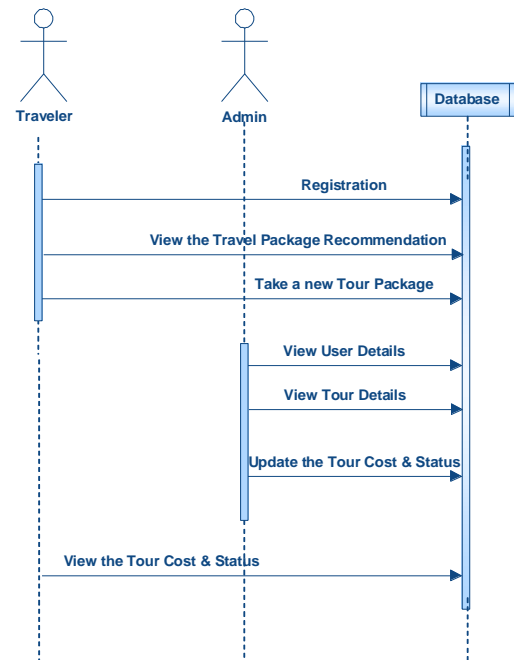 Traveler
Admin
Database
Registration
View the Travel Package Recommendation
Take a new Tour Package
View User Details
View Tour Details
Update the Tour Cost & Status
View the Tour Cost & Status